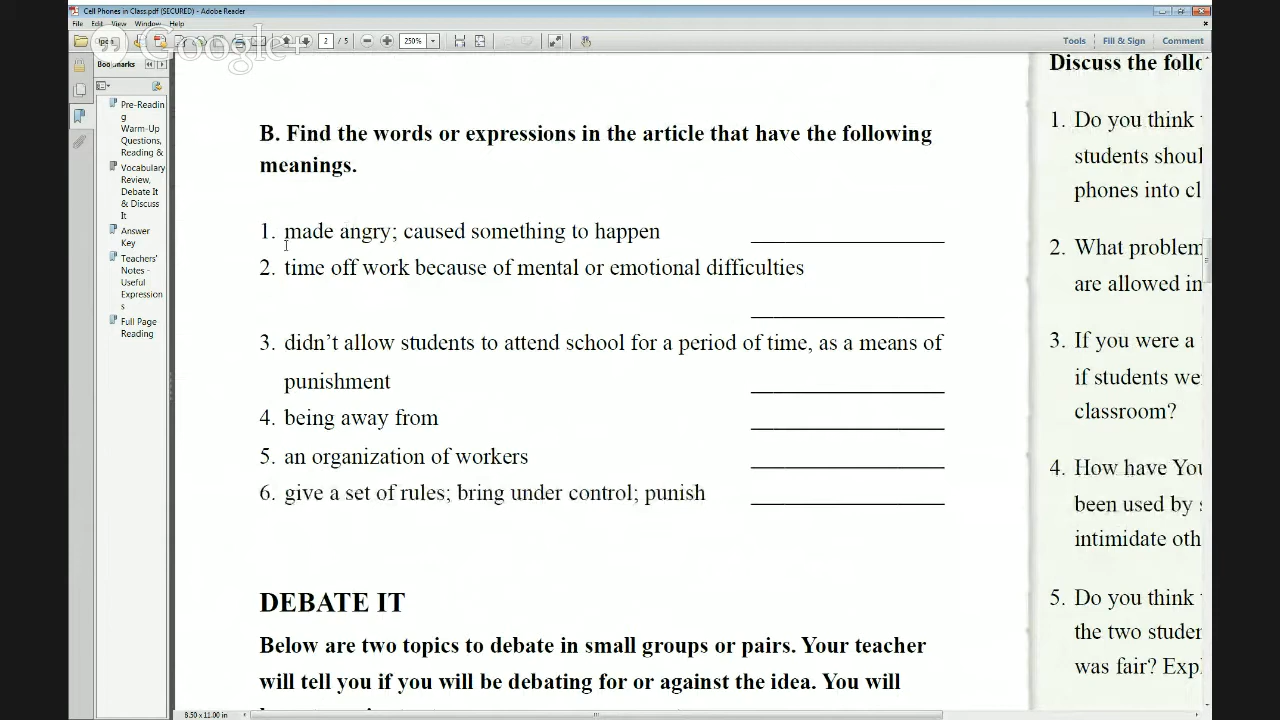 Cell Phones in Class.pdf (SECURED) - Adobe Reader
File Edit View Window Help
Google+
2 / 5
250%
Tools
Fill & Sign
Comment
Bookmarks
Pre-Readin
g
Warm-Up
Questions,
Reading &
Vocabulary
Review,
Debate It
& Discuss
It
Answer
Key
Teachers'
Notes -
Useful
Expression
s
Full Page
Reading
B. Find the words or expressions in the article that have the following
meanings.
1. made angry; caused something to happen
2. time off work because of mental or emotional difficulties
3. didn’t allow students to attend school for a period of time, as a means of
punishment
4. being away from
5. an organization of workers
6. give a set of rules; bring under control; punish
DEBATE IT
Below are two topics to debate in small groups or pairs. Your teacher
will tell you if you will be debating for or against the idea. You will
Discuss the follo
1. Do you think
students shoul
phones into cl
2. What problem
are allowed in
3. If you were a
if students we
classroom?
4. How have You
been used by s
intimidate oth
5. Do you think
the two studen
was fair? Exp
8.50 x 11.00 in